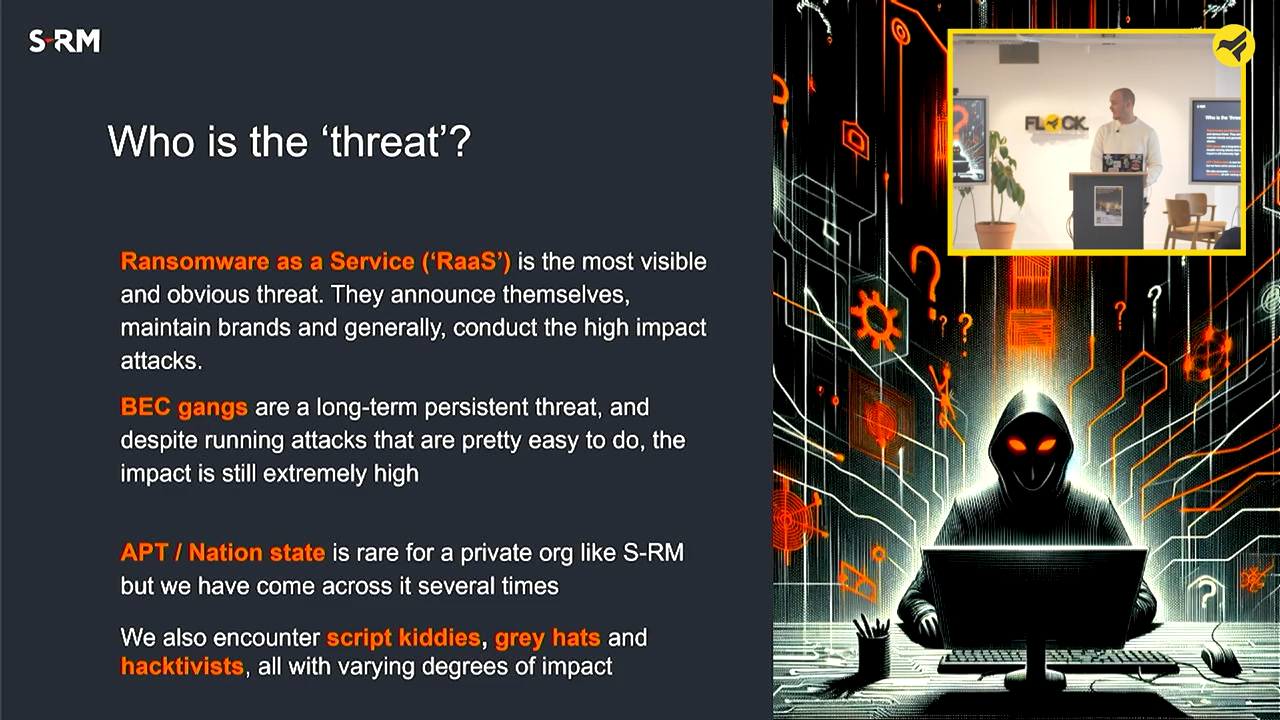 S-RM
Who is the ‘threat’?
Ransomware as a Service (‘RaaS’) is the most visible
and obvious threat. They announce themselves,
maintain brands and generally, conduct the high impact
attacks.
BEC gangs are a long-term persistent threat, and
despite running attacks that are pretty easy to do, the
impact is still extremely high
APT / Nation state is rare for a private org like S-RM
but we have come across it several times
We also encounter script kiddies, grey hats and
hacktivists, all with varying degrees of impact
FLOCK.
Who is the ‘threat